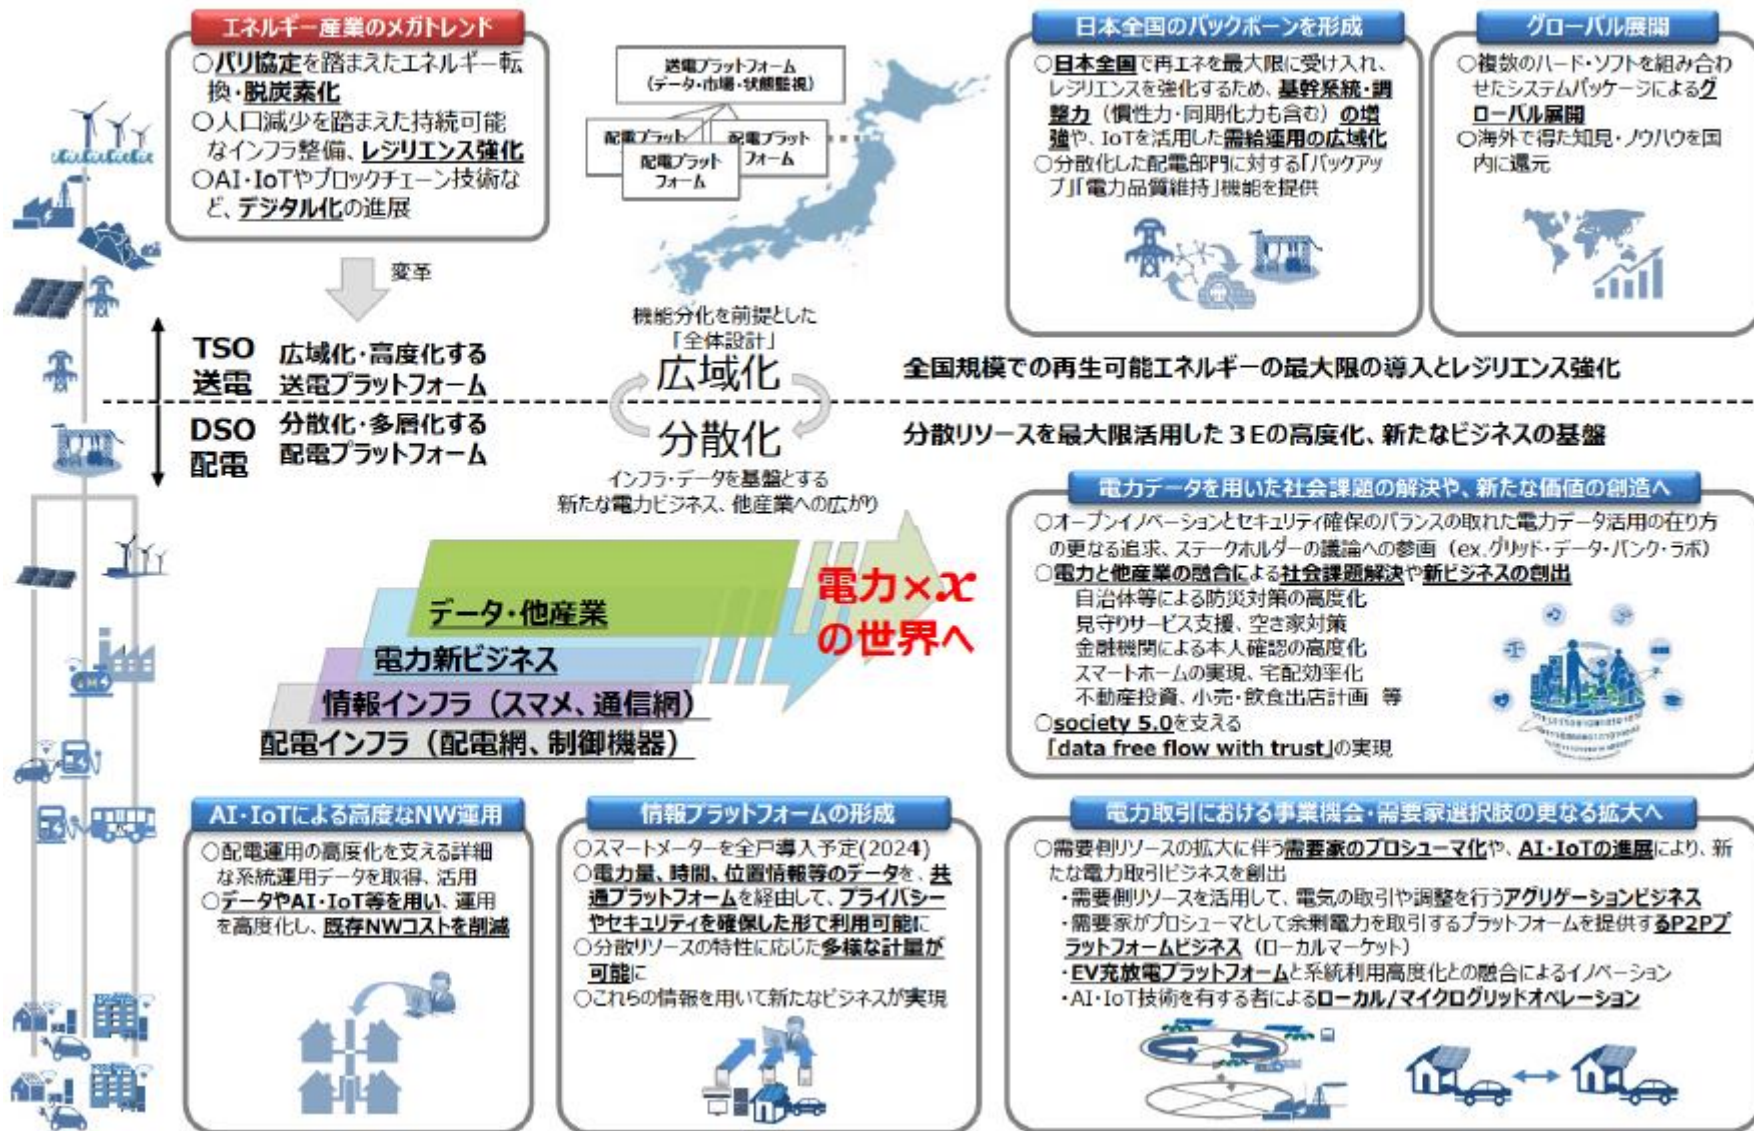 エネルギー産業のメガトレンド
○パリ協定を踏まえたエネルギー転
換・脱炭素化
○人口減少を踏まえた持続可能
なインフラ整備、レジリエンス強化
○AI・IoTやブロックチェーン技術な
ど、デジタル化の進展
変革
送電プラットフォーム
(データ・市場・状態監視)
配電プラット
フォーム
配電プラット
フォーム
配電プラット
フォーム
日本全国のバックボーンを形成
○日本全国で再エネを最大限に受け入れ、
レジリエンスを強化するため、基幹系統・調
整力（慣性力・同期化力も含む）の増
強や、IoTを活用した需給運用の広域化
○分散化した配電部門に対する「バックアッ
プ」「電力品質維持」機能を提供
グローバル展開
○複数のハード・ソフトを組み合わ
せたシステムパッケージによるグ
ローバル展開
○海外で得た知見・ノウハウを国
内に還元
TSO
送電
広域化・高度化する
送電プラットフォーム
機能分化を前提とした
「全体設計」
広域化
全国規模での再生可能エネルギーの最大限の導入とレジリエンス強化
DSO
配電
分散化・多層化する
配電プラットフォーム
分散化
分散リソースを最大限活用した３Eの高度化、新たなビジネスの基盤
インフラ・データを基盤とする
新たな電力ビジネス、他産業への広がり
データ・他産業
電力新ビジネス
情報インフラ（スマメ、通信網）
配電インフラ（配電網、制御機器）
電力×x
の世界へ
電力データを用いた社会課題の解決や、新たな価値の創造へ
○オープンイノベーションとセキュリティ確保のバランスの取れた電力データ活用の在り方
の更なる追求、ステークホルダーの議論への参画（ex.グリッド・データ・バンク・ラボ）
○電力と他産業の融合による社会課題解決や新ビジネスの創出
自治体等による防災対策の高度化
見守りサービス支援、空き家対策
金融機関による本人確認の高度化
スマートホームの実現、宅配効率化
不動産投資、小売・飲食出店計画 等
○society 5.0を支える
「data free flow with trust」の実現
AI・IoTによる高度なNW運用
○配電運用の高度化を支える詳細
な系統運用データを取得、活用
○データやAI・IoT等を用い、運用
を高度化し、既存NWコストを削減
情報プラットフォームの形成
○スマートメーターを全戸導入予定(2024)
○電力量、時間、位置情報等のデータを、共
通プラットフォームを経由して、プライバシー
やセキュリティを確保した形で利用可能に
○分散リソースの特性に応じた多様な計量が
可能に
○これらの情報を用いて新たなビジネスが実現
電力取引における事業機会・需要家選択肢の更なる拡大へ
○需要側リソースの拡大に伴う需要家のプロシューマ化や、AI・IoTの進展により、新
たな電力取引ビジネスを創出
・需要側リソースを活用して、電気の取引や調整を行うアグリゲーションビジネス
・需要家がプロシューマとして余剰電力を取引するプラットフォームを提供するP2Pプ
ラットフォームビジネス（ローカルマーケット）
・EV充放電プラットフォームと系統利用高度化との融合によるイノベーション
・AI・IoT技術を有する者によるローカル/マイクログリッドオペレーション